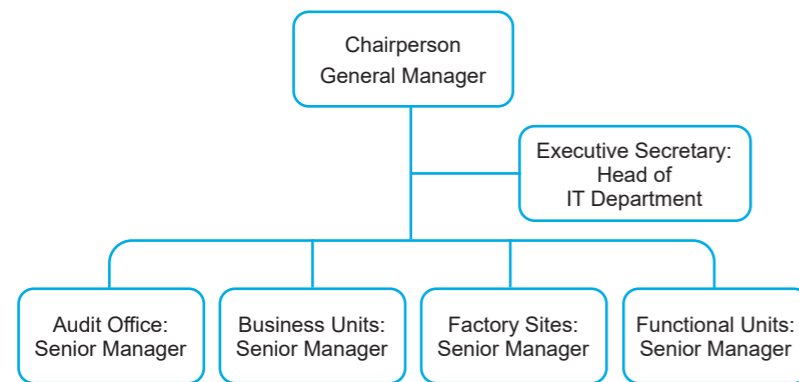 Chairperson
General Manager
Executive Secretary:
Head of
IT Department
Audit Office:
Senior Manager
Business Units:
Senior Manager
Factory Sites:
Senior Manager
Functional Units:
Senior Manager